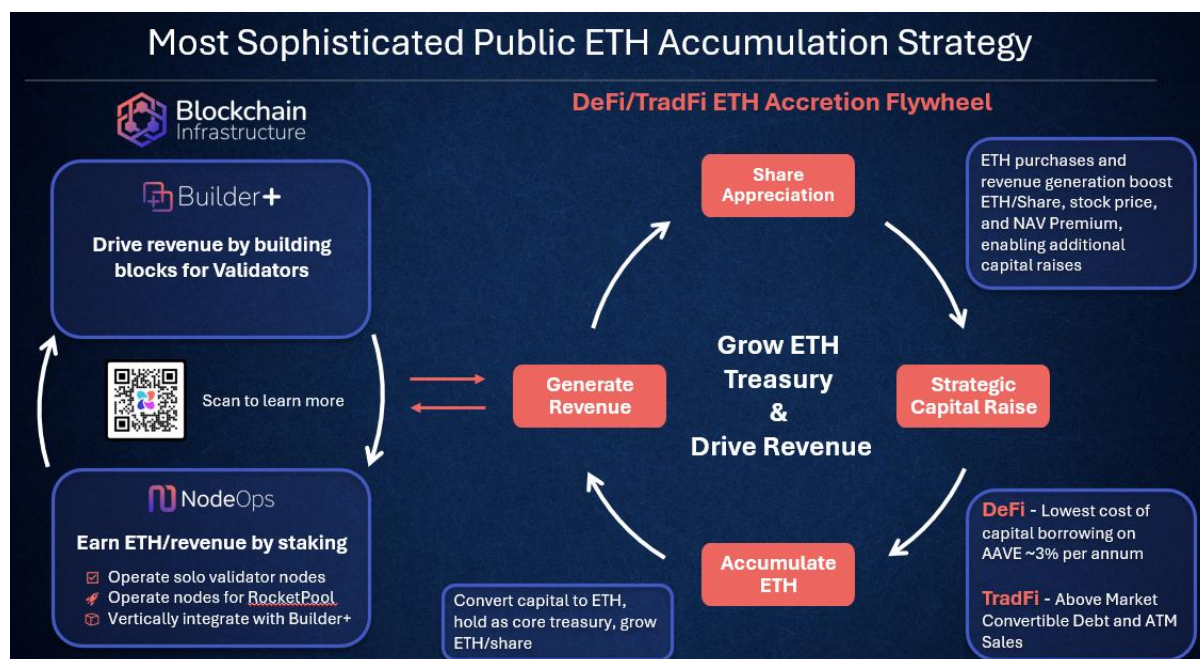 Most Sophisticated Public ETH Accumulation Strategy
Blockchain
Infrastructure
Builder+
Drive revenue by building
blocks for Validators
Scan to learn more
NodeOps
Earn ETH/revenue by staking
Operate solo validator nodes
Operate nodes for RocketPool
Vertically integrate with Builder+
DeFi/TradFi ETH Accretion Flywheel
Share
Appreciation
ETH purchases and
revenue generation boost
ETH/Share, stock price,
and NAV Premium,
enabling additional
capital raises
Generate
Revenue
Grow ETH
Treasury
&
Drive Revenue
Strategic
Capital Raise
Accumulate
ETH
Convert capital to ETH,
hold as core treasury, grow
ETH/share
DeFi - Lowest cost of
capital borrowing on
AAVE ~3% per annum
TradFi - Above Market
Convertible Debt and ATM
Sales